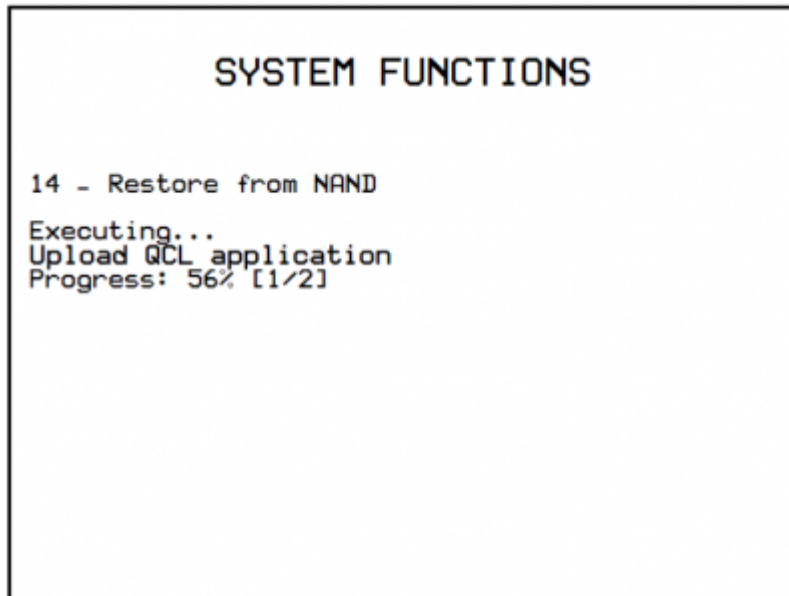 SYSTEM FUNCTIONS
14 - Restore from NAND
Executing...
Upload QCL application
Progress: 56% [1/2]